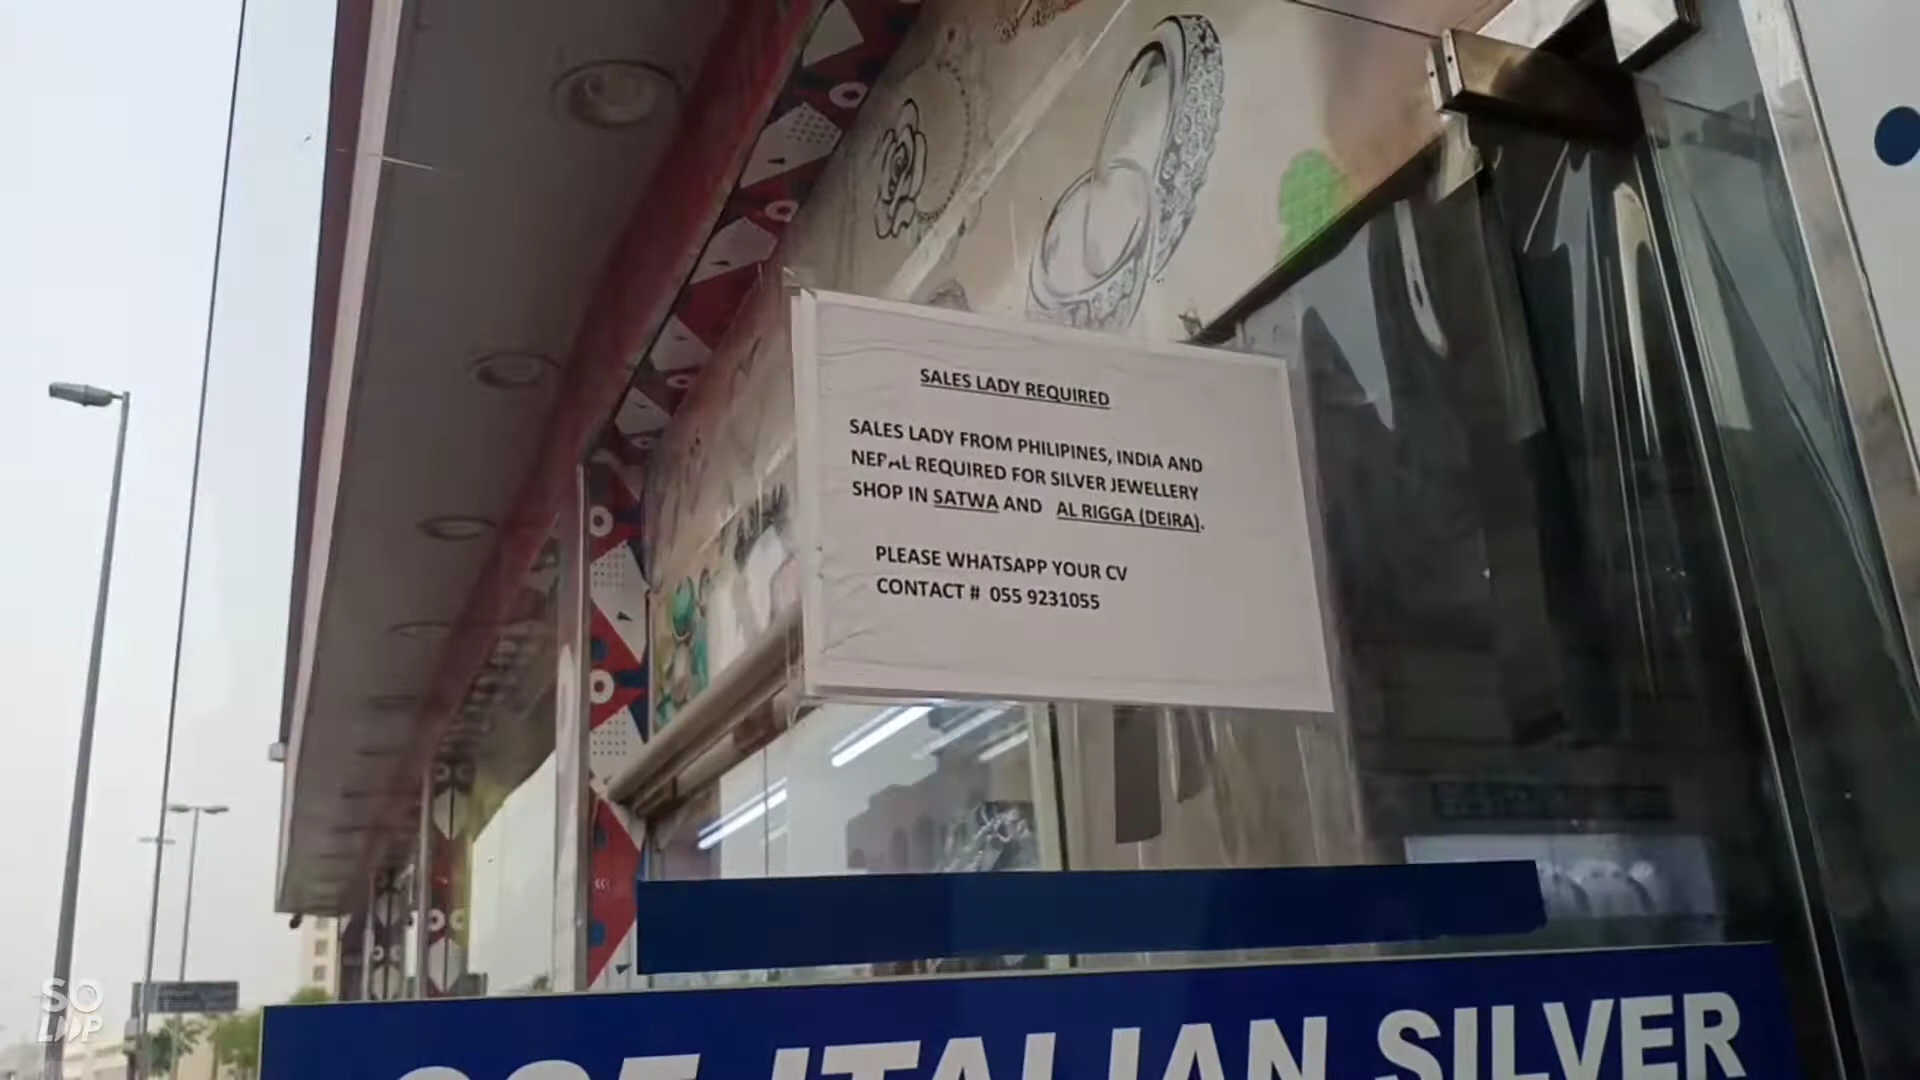 SALES LADY REQUIRED
SALES LADY FROM PHILIPINES, INDIA AND
NEPAL REQUIRED FOR SILVER JEWELLERY
SHOP IN SATWA AND AL RIGGA (DEIRA).
PLEASE WHATSAPP YOUR CV
CONTACT # 055 9231055
ITALIAN SILVER
SO
LOOP